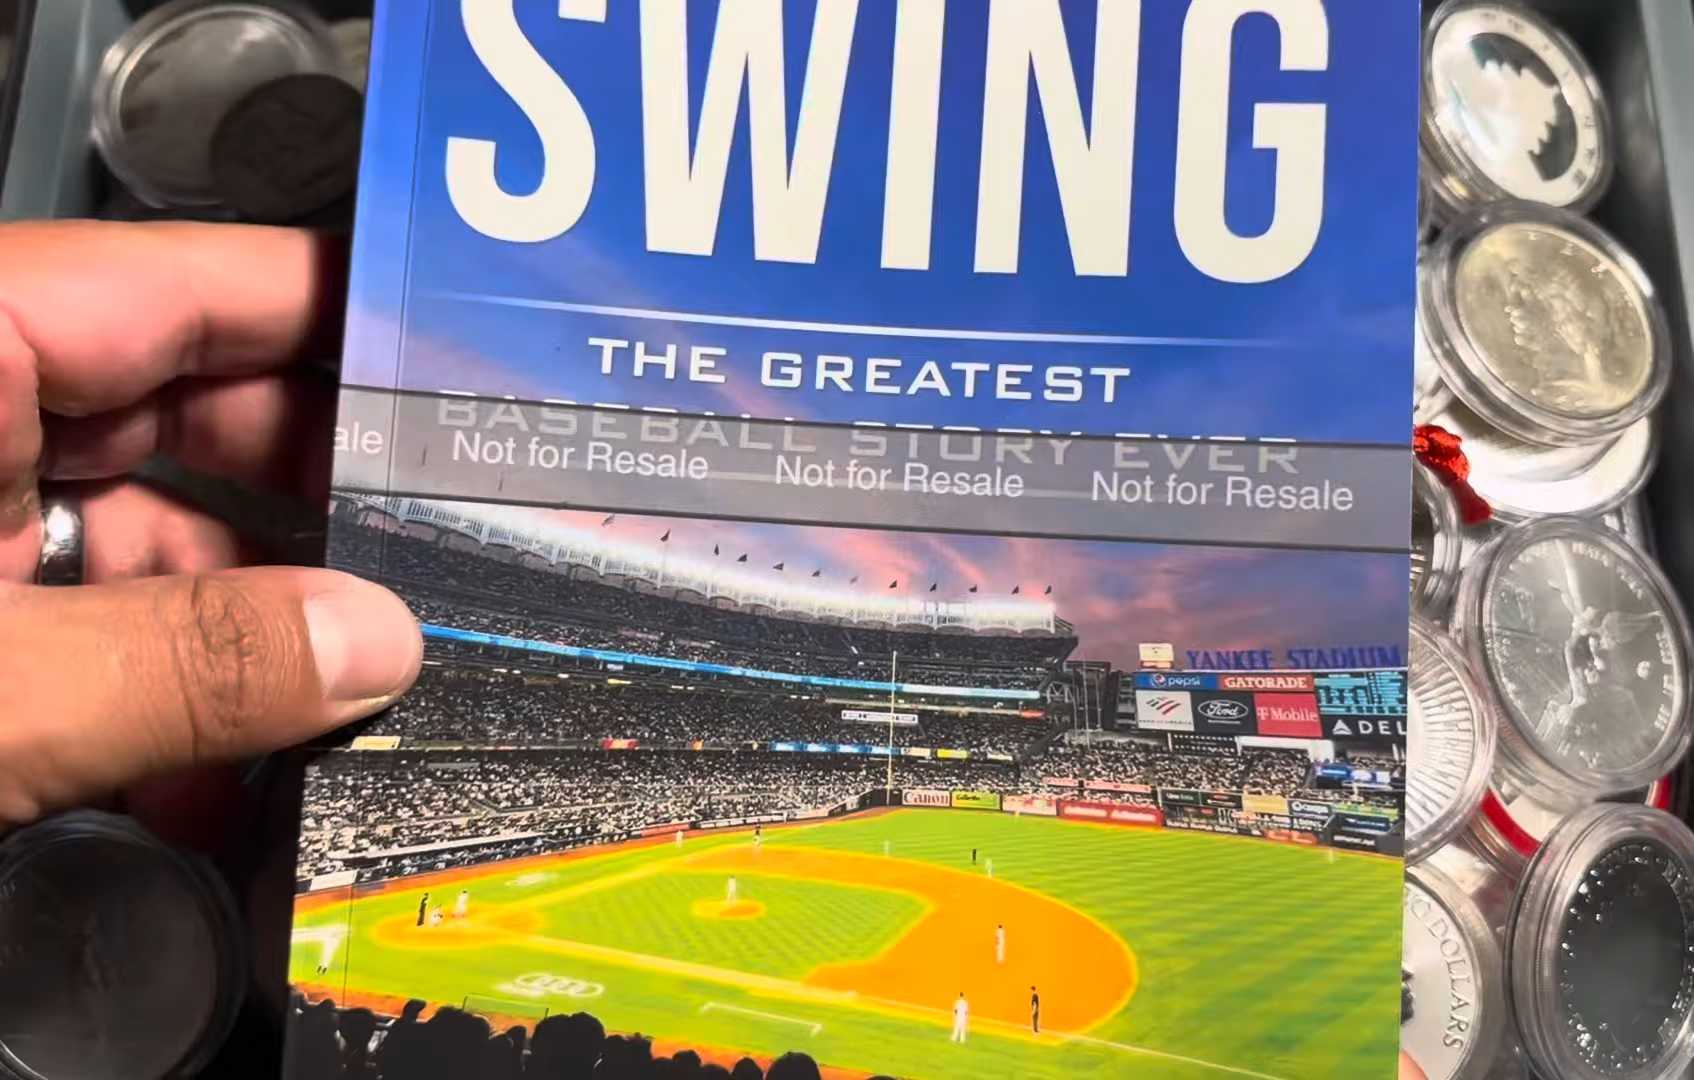 SWING
THE GREATEST
BASEBALL STORY EVER
ale Not for Resale Not for Resale Not for Resale
YANKEE STADIUM
pepsi GATORADE
Ford T Mobile
DEL
Canon
DOLLARS